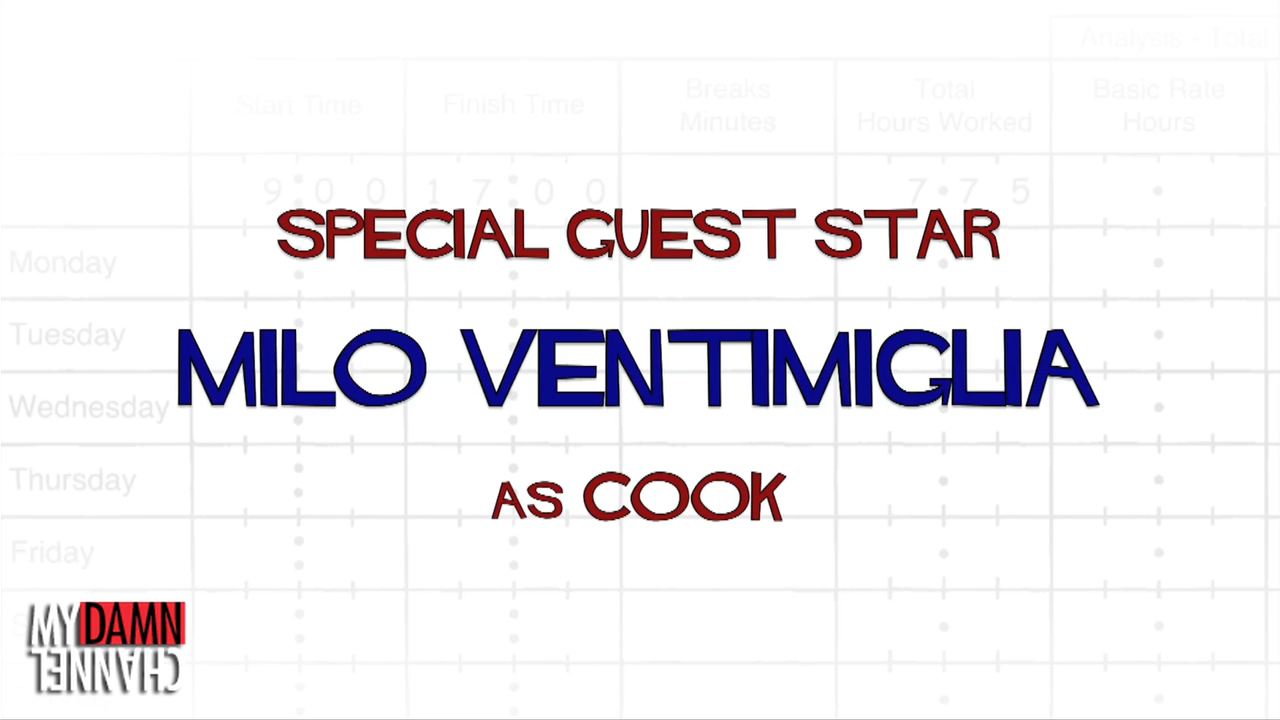 Analysis - Total
Start Time Finish Time Breaks Minutes Total Hours Worked Basic Rate Hours
9:00 17:00 7.75
SPECIAL GUEST STAR
Monday
Tuesday
MILO VENTIMIGLIA
Wednesday
Thursday
AS COOK
Friday
MY DAMN
CHANNEL